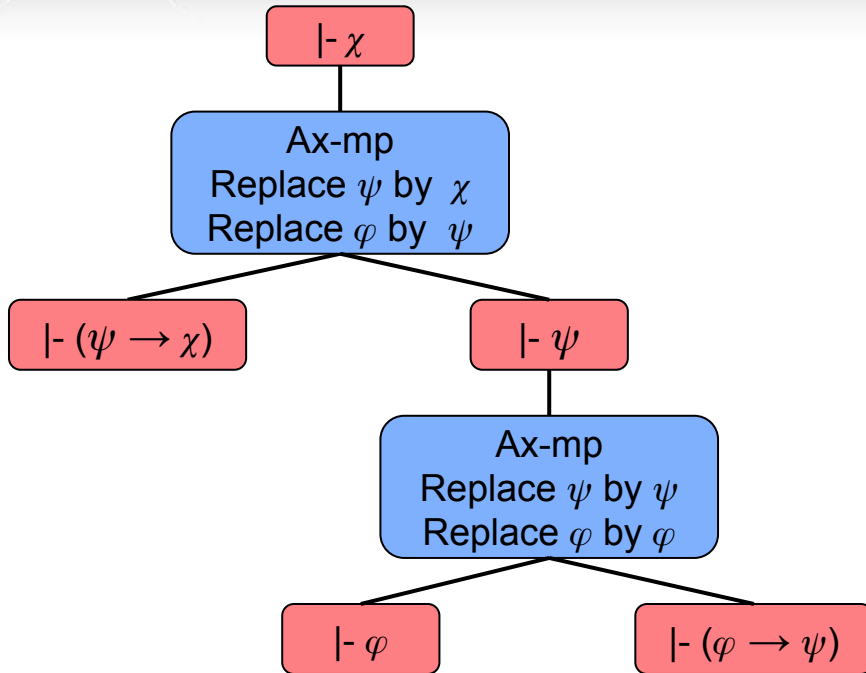 |- χ
Ax-mp
Replace ψ by χ
Replace φ by ψ
|- (ψ → χ)
|- ψ
Ax-mp
Replace ψ by ψ
Replace φ by φ
|- φ
|- (φ → ψ)